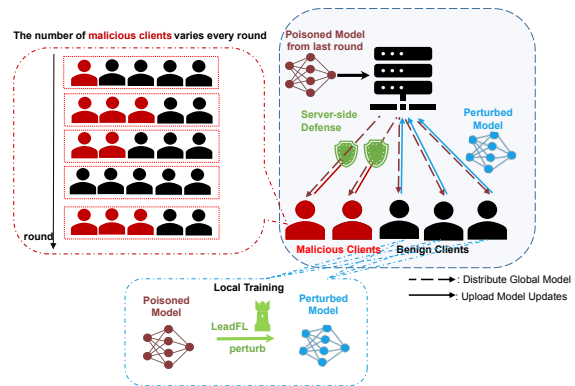 The number of malicious clients varies every round
round
Poisoned Model
from last round
Server-side
Defense
Perturbed
Model
Malicious Clients
Benign Clients
: Distribute Global Model
: Upload Model Updates
Local Training
Poisoned
Model
LeadFL
perturb
Perturbed
Model